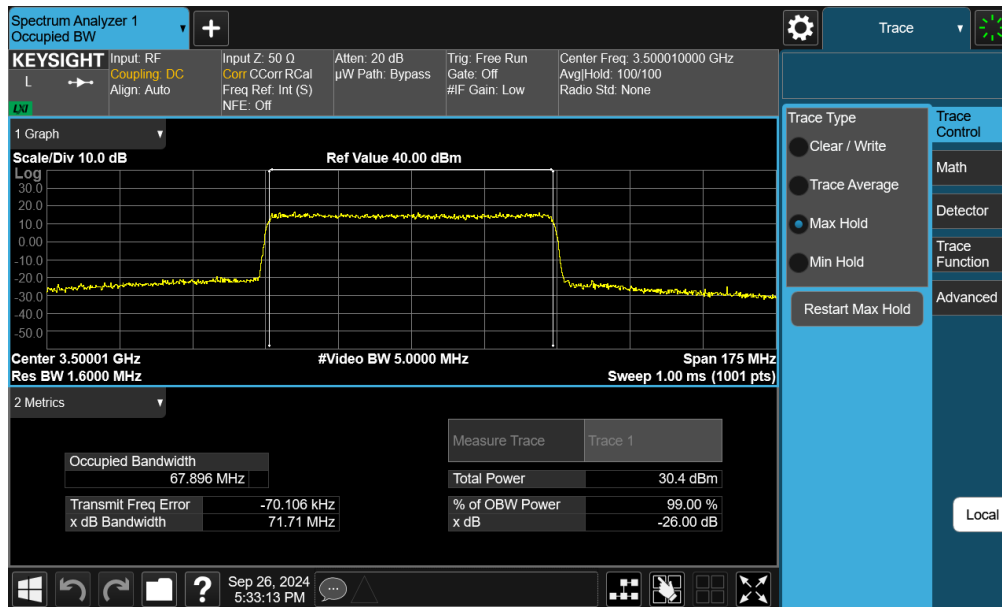 Spectrum Analyzer 1
Occupied BW
+
Trace
KEYSIGHT
L
LXI
Input: RF
Coupling: DC
Align: Auto
Input Z: 50 Ω
Corr CCorr RCal
Freq Ref: Int (S)
NFE: Off
Atten: 20 dB
µW Path: Bypass
Trig: Free Run
Gate: Off
#IF Gain: Low
Center Freq: 3.500010000 GHz
Avg|Hold: 100/100
Radio Std: None
1 Graph
Scale/Div 10.0 dB
Ref Value 40.00 dBm
Log
30.0
20.0
10.0
0.00
-10.0
-20.0
-30.0
-40.0
-50.0
Center 3.50001 GHz
#Video BW 5.0000 MHz
Span 175 MHz
Res BW 1.6000 MHz
Sweep 1.00 ms (1001 pts)
2 Metrics
Measure Trace
Trace 1
Occupied Bandwidth
67.896 MHz
Total Power
30.4 dBm
Transmit Freq Error
-70.106 kHz
% of OBW Power
99.00 %
x dB Bandwidth
71.71 MHz
x dB
-26.00 dB
Trace Type
Clear / Write
Trace Average
Max Hold
Min Hold
Restart Max Hold
Trace
Control
Math
Detector
Trace
Function
Advanced
Local
?
Sep 26, 2024
5:33:13 PM